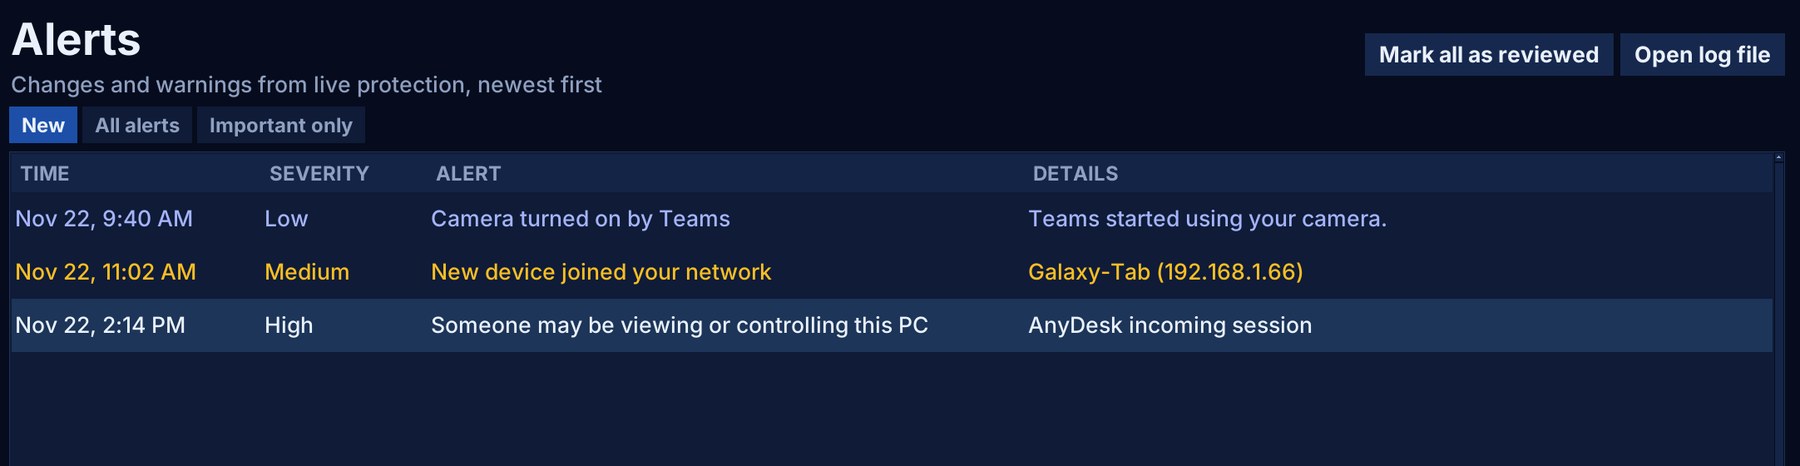 Alerts
Mark all as reviewed Open log file
Changes and warnings from live protection, newest first
New All alerts Important only
TIME SEVERITY ALERT DETAILS
Nov 22, 9:40 AM Low Camera turned on by Teams Teams started using your camera.
Nov 22, 11:02 AM Medium New device joined your network Galaxy-Tab (192.168.1.66)
Nov 22, 2:14 PM High Someone may be viewing or controlling this PC AnyDesk incoming session